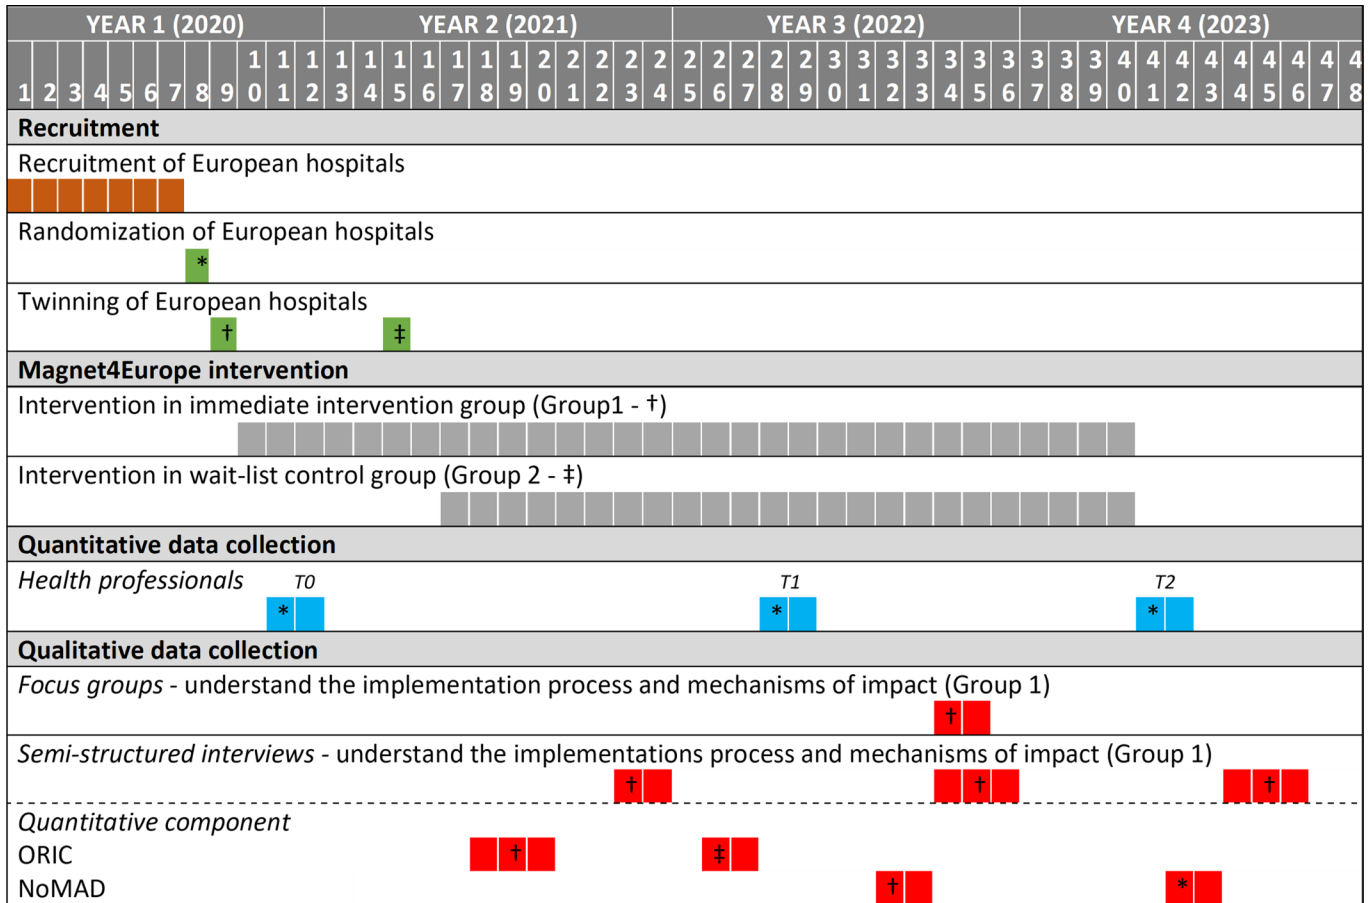 YEAR 1 (2020) YEAR 2 (2021) YEAR 3 (2022) YEAR 4 (2023)
1 2 3 4 5 6 7 8 9 10 11 12 13 14 15 16 17 18 19 20 21 22 23 24 25 26 27 28 29 30 31 32 33 34 35 36 37 38 39 40 41 42 43 44 45 46 47 48
Recruitment
Recruitment of European hospitals
Randomization of European hospitals
*
Twinning of European hospitals
† ‡
Magnet4Europe intervention
Intervention in immediate intervention group (Group1 - †)
Intervention in wait-list control group (Group 2 - ‡)
Quantitative data collection
Health professionals T0 T1 T2
* * *
Qualitative data collection
Focus groups - understand the implementation process and mechanisms of impact (Group 1)
†
Semi-structured interviews - understand the implementations process and mechanisms of impact (Group 1)
† † †
Quantitative component
ORIC † ‡
NoMAD † *